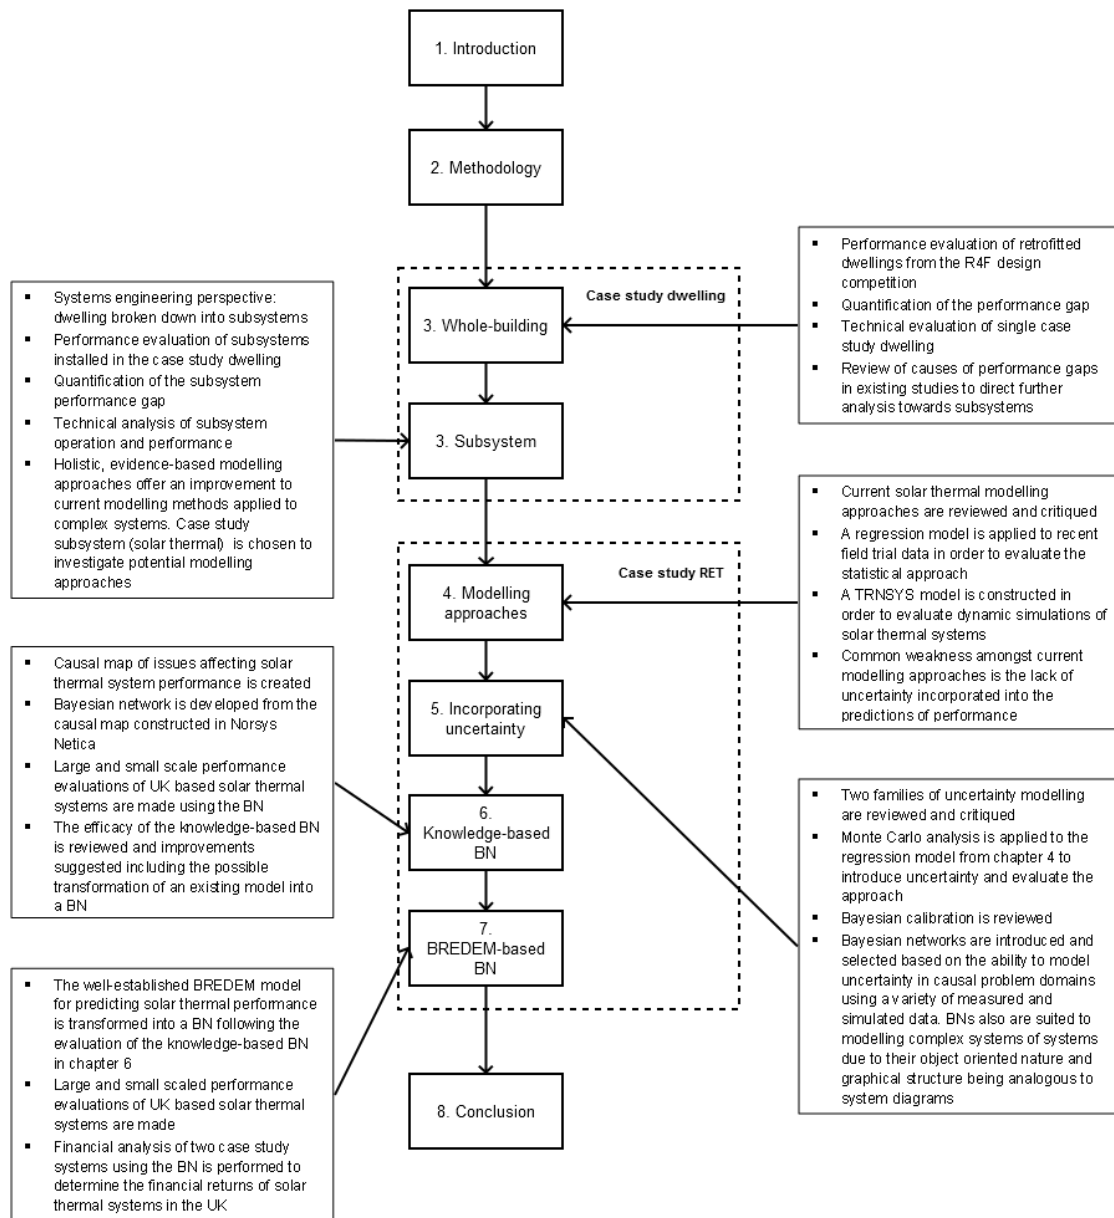 1. Introduction
2. Methodology
Case study dwelling
3. Whole-building
3. Subsystem
▪ Performance evaluation of retrofitted
dwellings from the R4F design
competition
▪ Quantification of the performance gap
▪ Technical evaluation of single case
study dwelling
▪ Review of causes of performance gaps
in existing studies to direct further
analysis towards subsystems
▪ Systems engineering perspective:
dwelling broken down into subsystems
▪ Performance evaluation of subsystems
installed in the case study dwelling
▪ Quantification of the subsystem
performance gap
▪ Technical analysis of subsystem
operation and performance
▪ Holistic, evidence-based modelling
approaches offer an improvement to
current modelling methods applied to
complex systems. Case study
subsystem (solar thermal) is chosen to
investigate potential modelling
approaches
Case study RET
4. Modelling
approaches
5. Incorporating
uncertainty
6.
Knowledge-based
BN
7.
BREDEM-based
BN
8. Conclusion
▪ Current solar thermal modelling
approaches are reviewed and critiqued
▪ A regression model is applied to recent
field trial data in order to evaluate the
statistical approach
▪ A TRNSYS model is constructed in
order to evaluate dynamic simulations of
solar thermal systems
▪ Common weakness amongst current
modelling approaches is the lack of
uncertainty incorporated into the
predictions of performance
▪ Causal map of issues affecting solar
thermal system performance is created
▪ Bayesian network is developed from the
causal map constructed in Norsys
Netica
▪ Large and small scale performance
evaluations of UK based solar thermal
systems are made using the BN
▪ The efficacy of the knowledge-based BN
is reviewed and improvements
suggested including the possible
transformation of an existing model into
a BN
▪ Two families of uncertainty modelling
are reviewed and critiqued
▪ Monte Carlo analysis is applied to the
regression model from chapter 4 to
introduce uncertainty and evaluate the
approach
▪ Bayesian calibration is reviewed
▪ Bayesian networks are introduced and
selected based on the ability to model
uncertainty in causal problem domains
using a variety of measured and
simulated data. BNs also are suited to
modelling complex systems of systems
due to their object oriented nature and
graphical structure being analogous to
system diagrams
▪ The well-established BREDEM model
for predicting solar thermal performance
is transformed into a BN following the
evaluation of the knowledge-based BN
in chapter 6
▪ Large and small scaled performance
evaluations of UK based solar thermal
systems are made
▪ Financial analysis of two case study
systems using the BN is performed to
determine the financial returns of solar
thermal systems in the UK